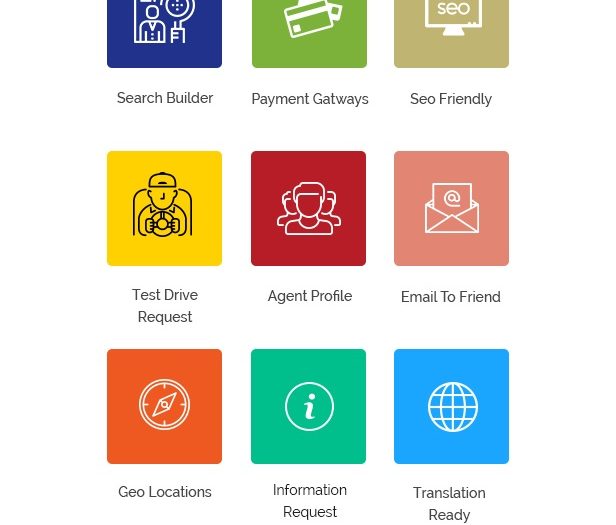 seo
Search Builder
Payment Gatways
Seo Friendly
@
Test Drive
Request
Agent Profile
Email To Friend
i
Geo Locations
Information
Request
Translation
Ready